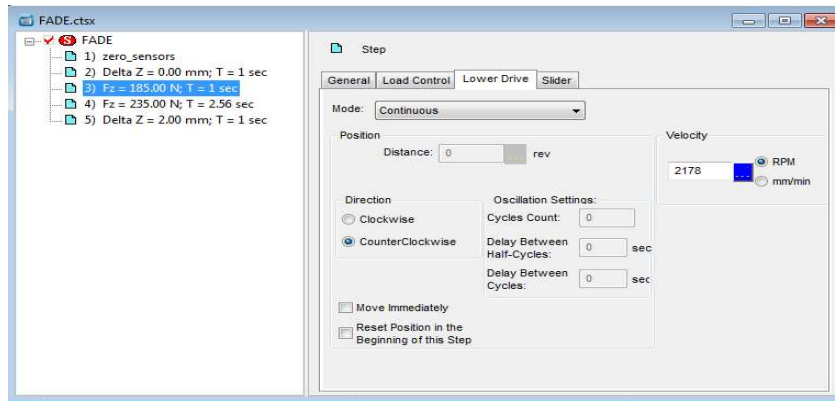 FADE.ctsx
FADE
1) zero_sensors
2) Delta Z = 0.00 mm; T = 1 sec
3) Fz = 185.00 N; T = 1 sec
4) Fz = 235.00 N; T = 2.56 sec
5) Delta Z = 2.00 mm; T = 1 sec
Step
General Load Control Lower Drive Slider
Mode: Continuous
Position
Distance: 0 ... rev
Velocity
2178 ... RPM
mm/min
Direction
Clockwise
CounterClockwise
Oscillation Settings:
Cycles Count: 0
Delay Between
Half-Cycles: 0 sec
Delay Between
Cycles: 0 sec
Move Immediately
Reset Position in the
Beginning of this Step